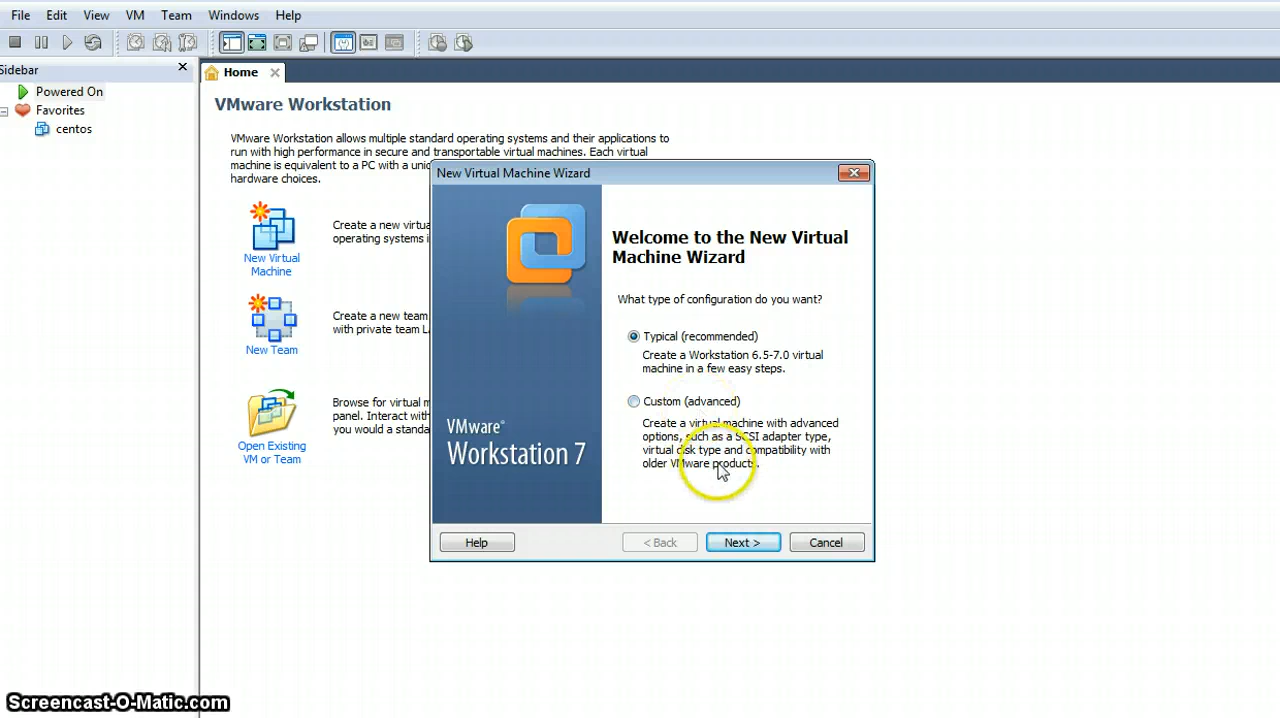 File Edit View VM Team Windows Help
Sidebar
Powered On
Favorites
centos
Home
VMware Workstation
VMware Workstation allows multiple standard operating systems and their applications to
run with high performance in secure and transportable virtual machines. Each virtual
machine is equivalent to a PC with a
hardware choices.
New Virtual
Machine
Create a new
operating systems
New Team
Create a new team
with private team
Open Existing
VM or Team
Browse for virtual
panel. Interact with
you would a
New Virtual Machine Wizard
VMware®
Workstation 7
Welcome to the New Virtual
Machine Wizard
What type of configuration do you want?
Typical (recommended)
Create a Workstation 6.5-7.0 virtual
machine in a few easy steps.
Custom (advanced)
Create a virtual machine with advanced
options, such as a SCSI adapter type,
virtual disk type and compatibility with
older VMware products.
Help
< Back
Next >
Cancel
Screencast-O-Matic.com